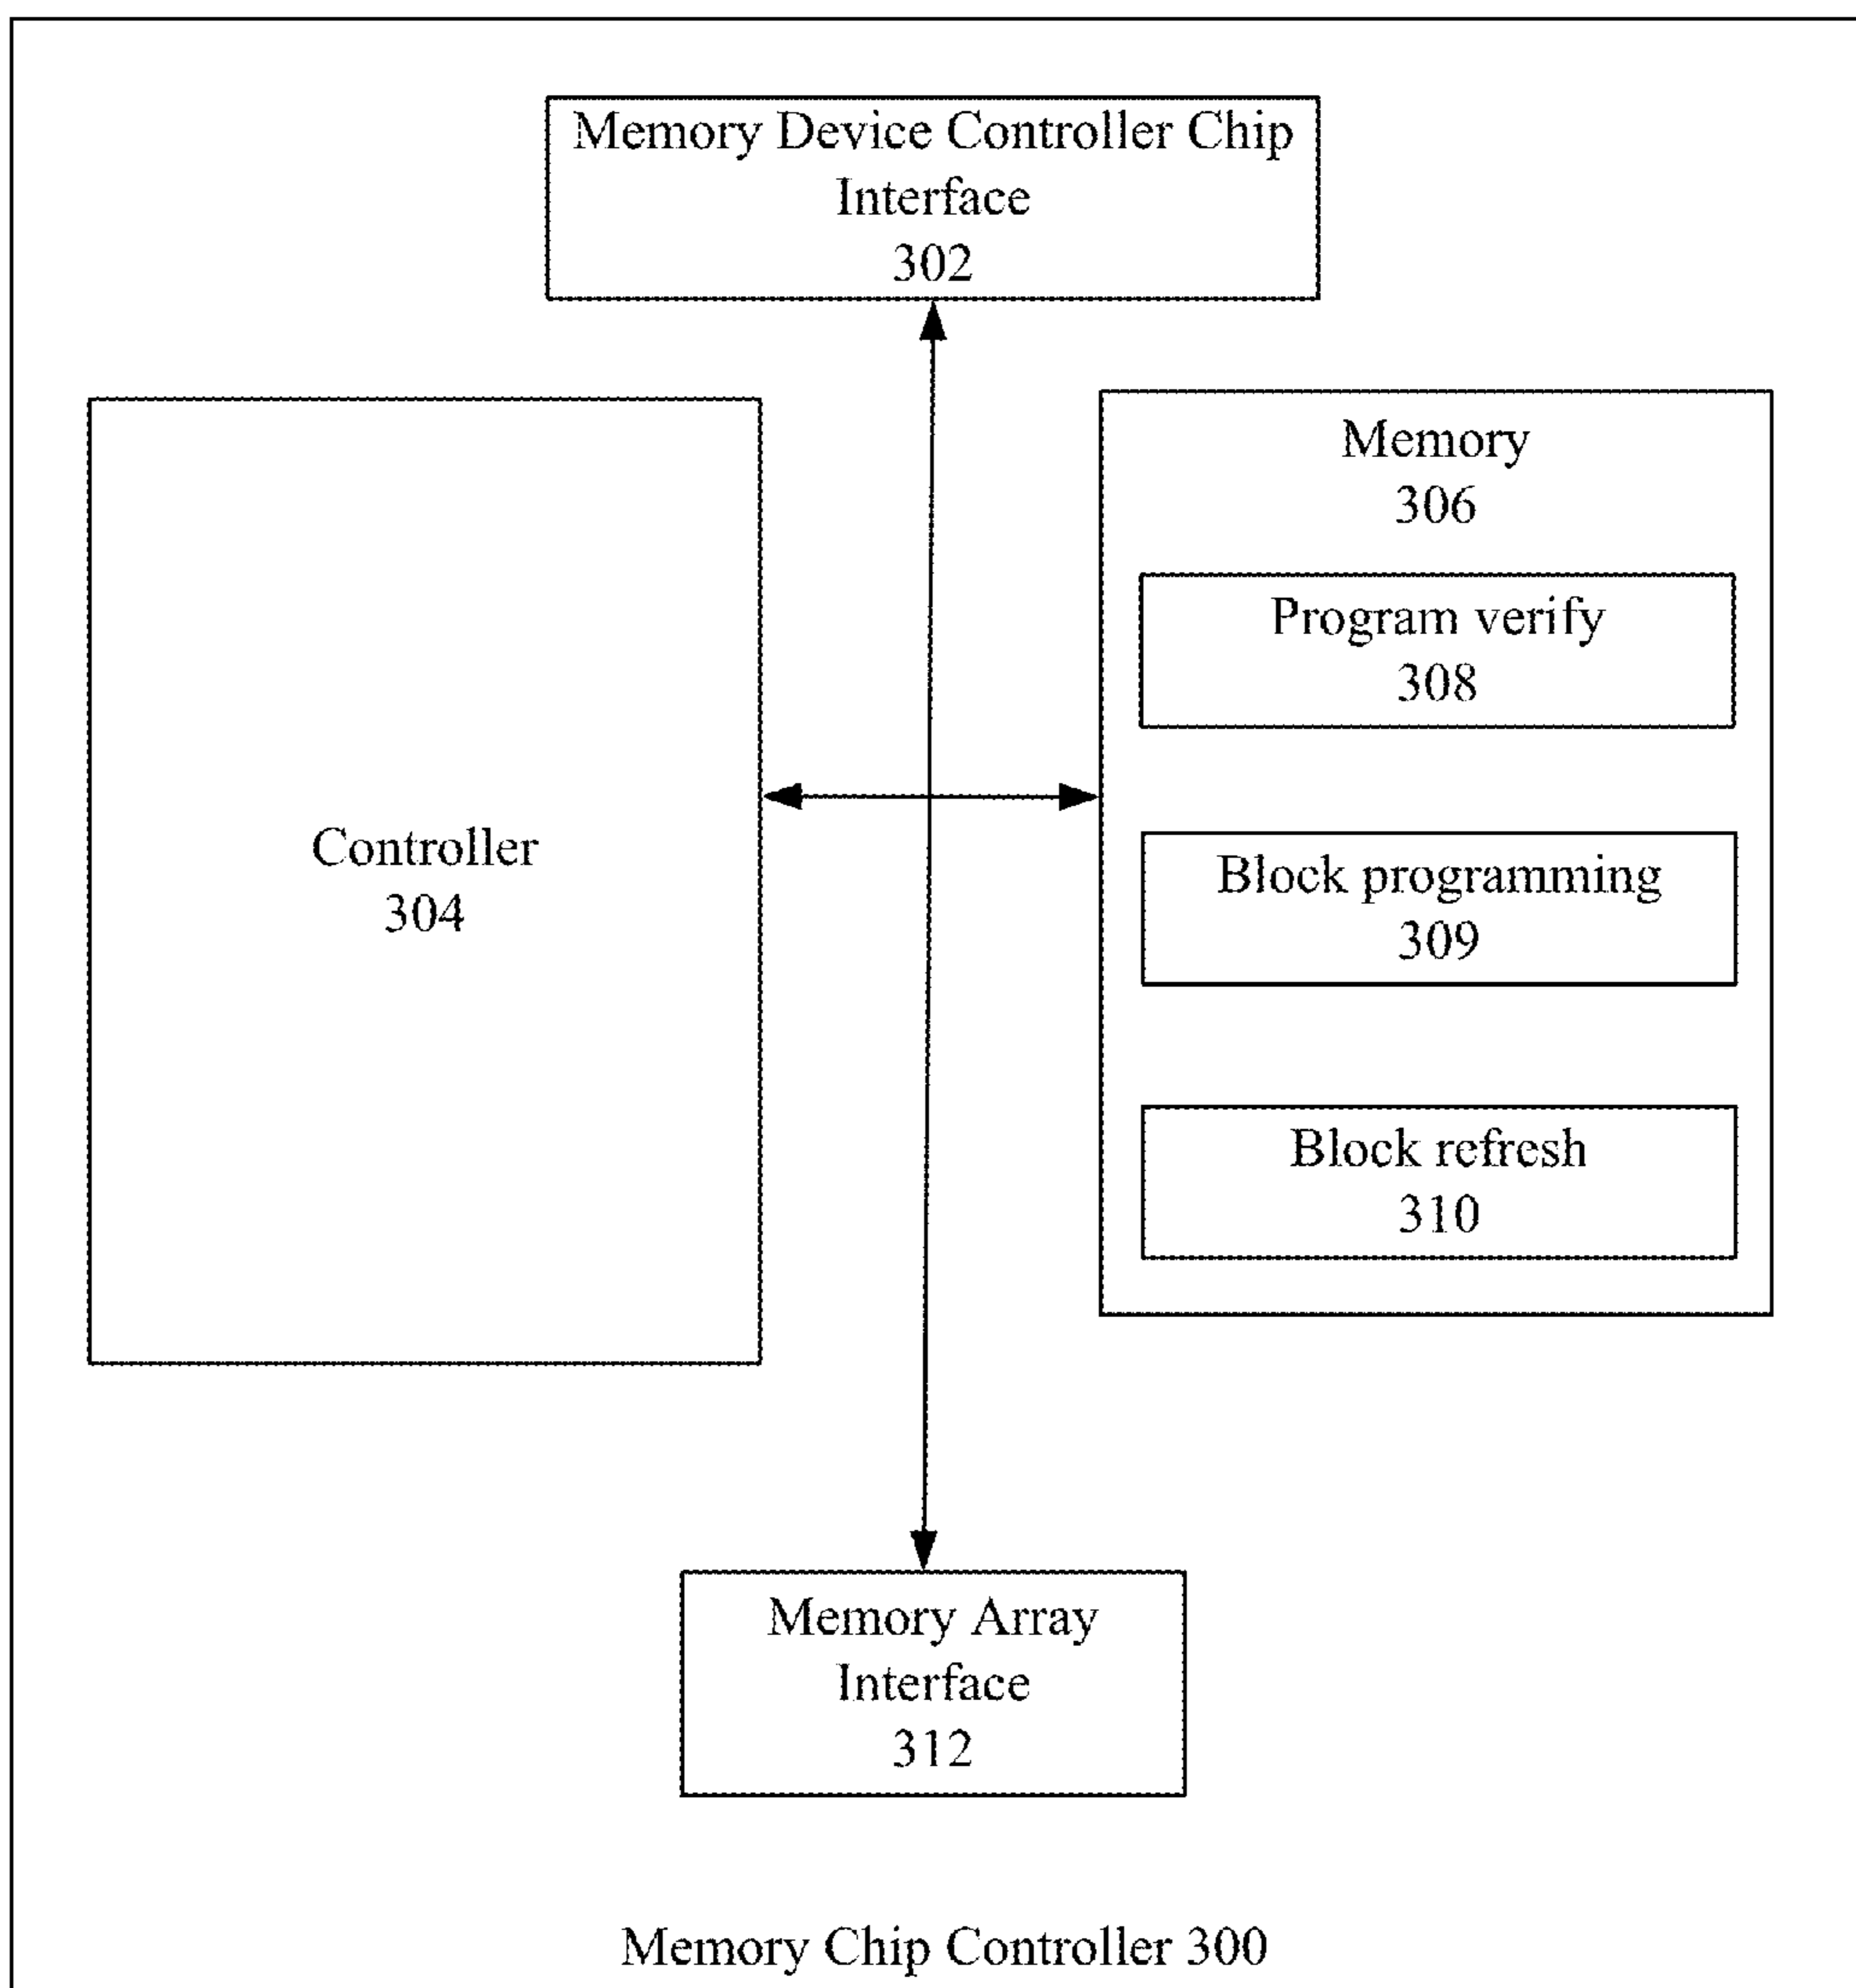 Memory Device Controller Chip
Interface
302
Controller
304
Memory
306
Program verify
308
Block programming
309
Block refresh
310
Memory Array
Interface
312
Memory Chip Controller 300